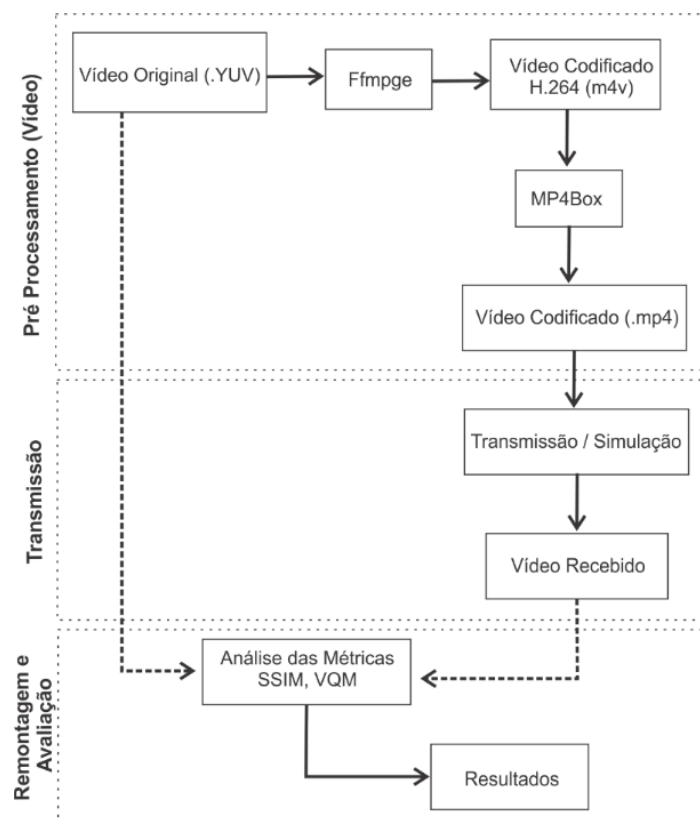 Pré Processamento (Vídeo)
Vídeo Original (.YUV)
Ffmpge
Vídeo Codificado
H.264 (m4v)
MP4Box
Vídeo Codificado (.mp4)
Transmissão
Transmissão / Simulação
Vídeo Recebido
Remontagem e
Avaliação
Análise das Métricas
SSIM, VQM
Resultados